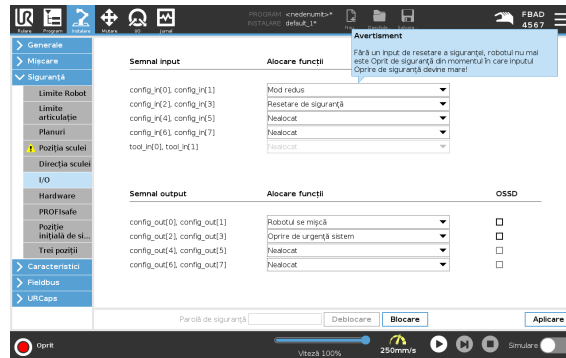 PROGRAM <nedenumit>*
INSTALARE default_1*
FBAD
4567
Rulare
Program
Instalare
Mutare
I/O
Jurnal
Avertisment
Fără un input de resetare a siguranței, robotul nu mai
este Oprit de siguranță din momentul în care inputul
Oprire de siguranță devine mare!
Generale
Mișcare
Siguranță
Limite Robot
Limite
articulație
Planuri
Poziția sculei
Direcția sculei
I/O
Hardware
PROFIsafe
Poziție
inițială de si...
Trei poziții
Caracteristici
Fieldbus
URCaps
Semnal input
Alocare funcții
config_in[0], config_in[1]
Mod redus
config_in[2], config_in[3]
Resetare de siguranță
config_in[4], config_in[5]
Nealocat
config_in[6], config_in[7]
Nealocat
tool_in[0], tool_in[1]
Nealocat
Semnal output
Alocare funcții
OSSD
config_out[0], config_out[1]
Robotul se mișcă
config_out[2], config_out[3]
Oprire de urgență sistem
config_out[4], config_out[5]
Nealocat
config_out[6], config_out[7]
Nealocat
Parolă de siguranță
Deblocare
Blocare
Aplicare
Oprit
Viteză 100%
250mm/s
Simulare